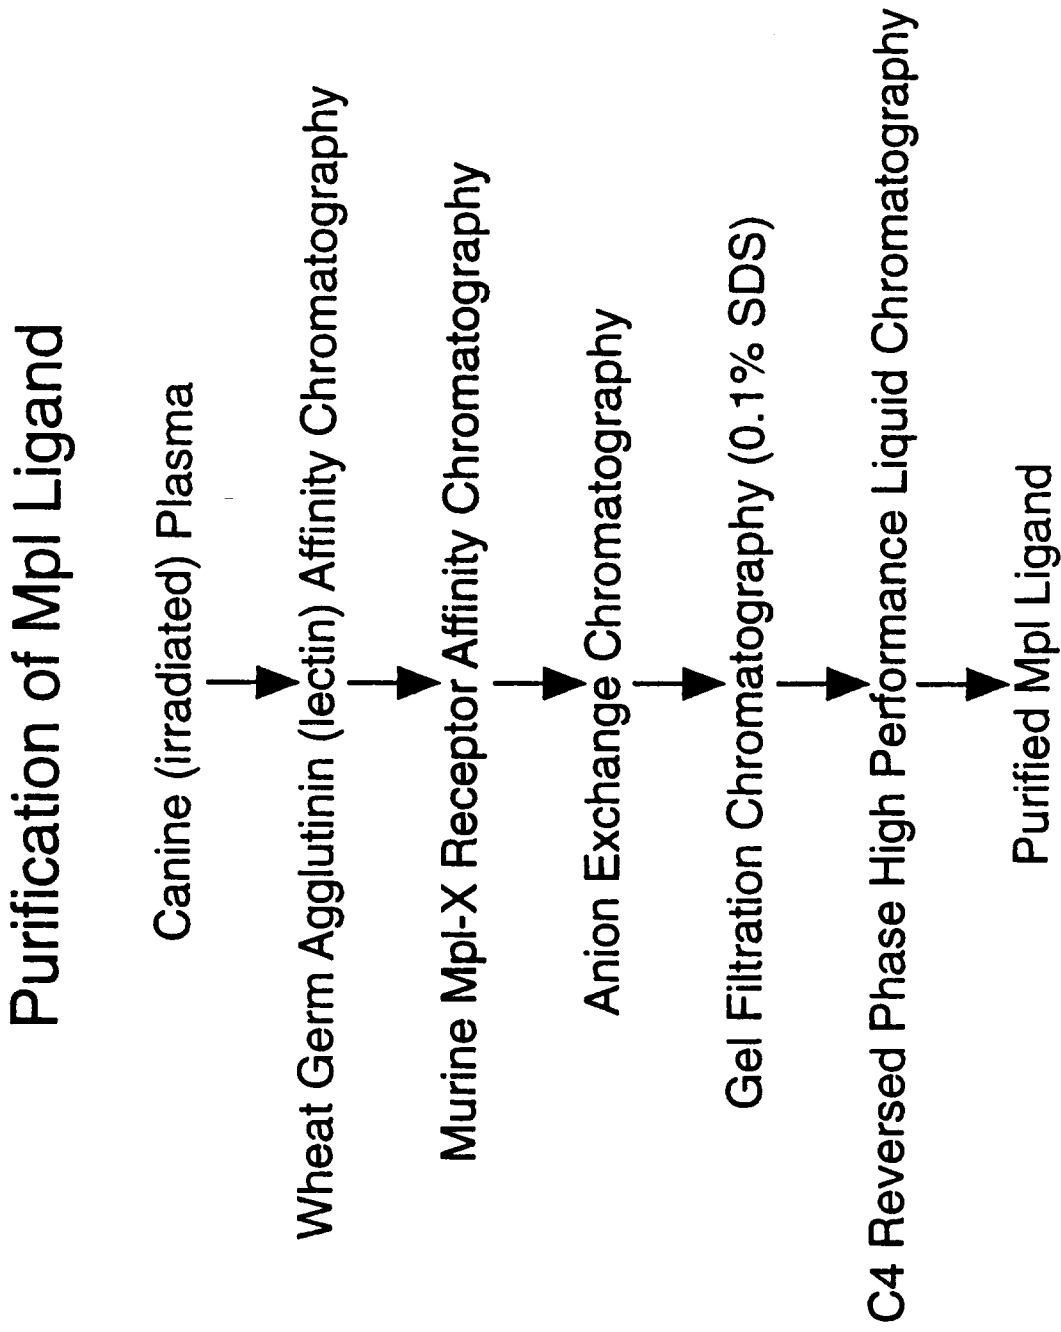 Purification of Mpl Ligand
Canine (irradiated) Plasma
Wheat Germ Agglutinin (lectin) Affinity Chromatography
Murine Mpl-X Receptor Affinity Chromatography
Anion Exchange Chromatography
Gel Filtration Chromatography (0.1% SDS)
C4 Reversed Phase High Performance Liquid Chromatography
Purified Mpl Ligand